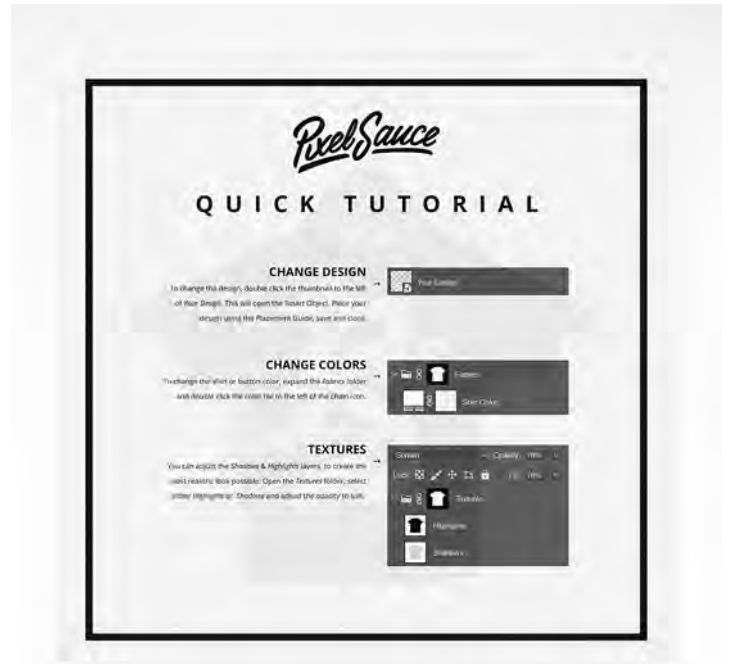 PixelSauce
QUICK TUTORIAL
CHANGE DESIGN
To change the design, double click the thumbnail to the left
of Your Design. This will open the Smart Object. Place your
design using the Placement Guide, save and close.
Your Design
CHANGE COLORS
To change the shirt or button color, expand the Fabrics folder
and double click the color tile to the left of the chain icon.
Fabrics
Shirt Color
TEXTURES
You can adjust the Shadows & Highlights layers, to create the
most realistic look possible. Open the Textures folder, select
either Highlights or Shadows and adjust the opacity to suit.
Screen Opacity:
Lock:
Textures
Highlights
Shadows